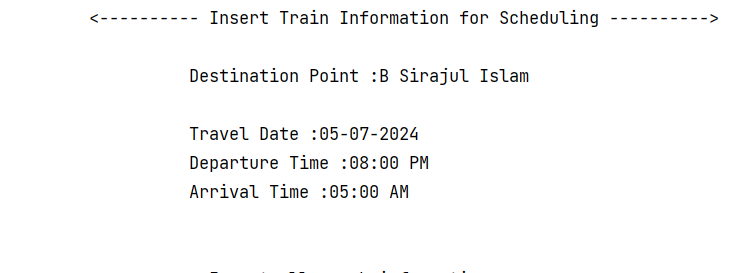 <---------- Insert Train Information for Scheduling ---------->
Destination Point :B Sirajul Islam
Travel Date :05-07-2024
Departure Time :08:00 PM
Arrival Time :05:00 AM